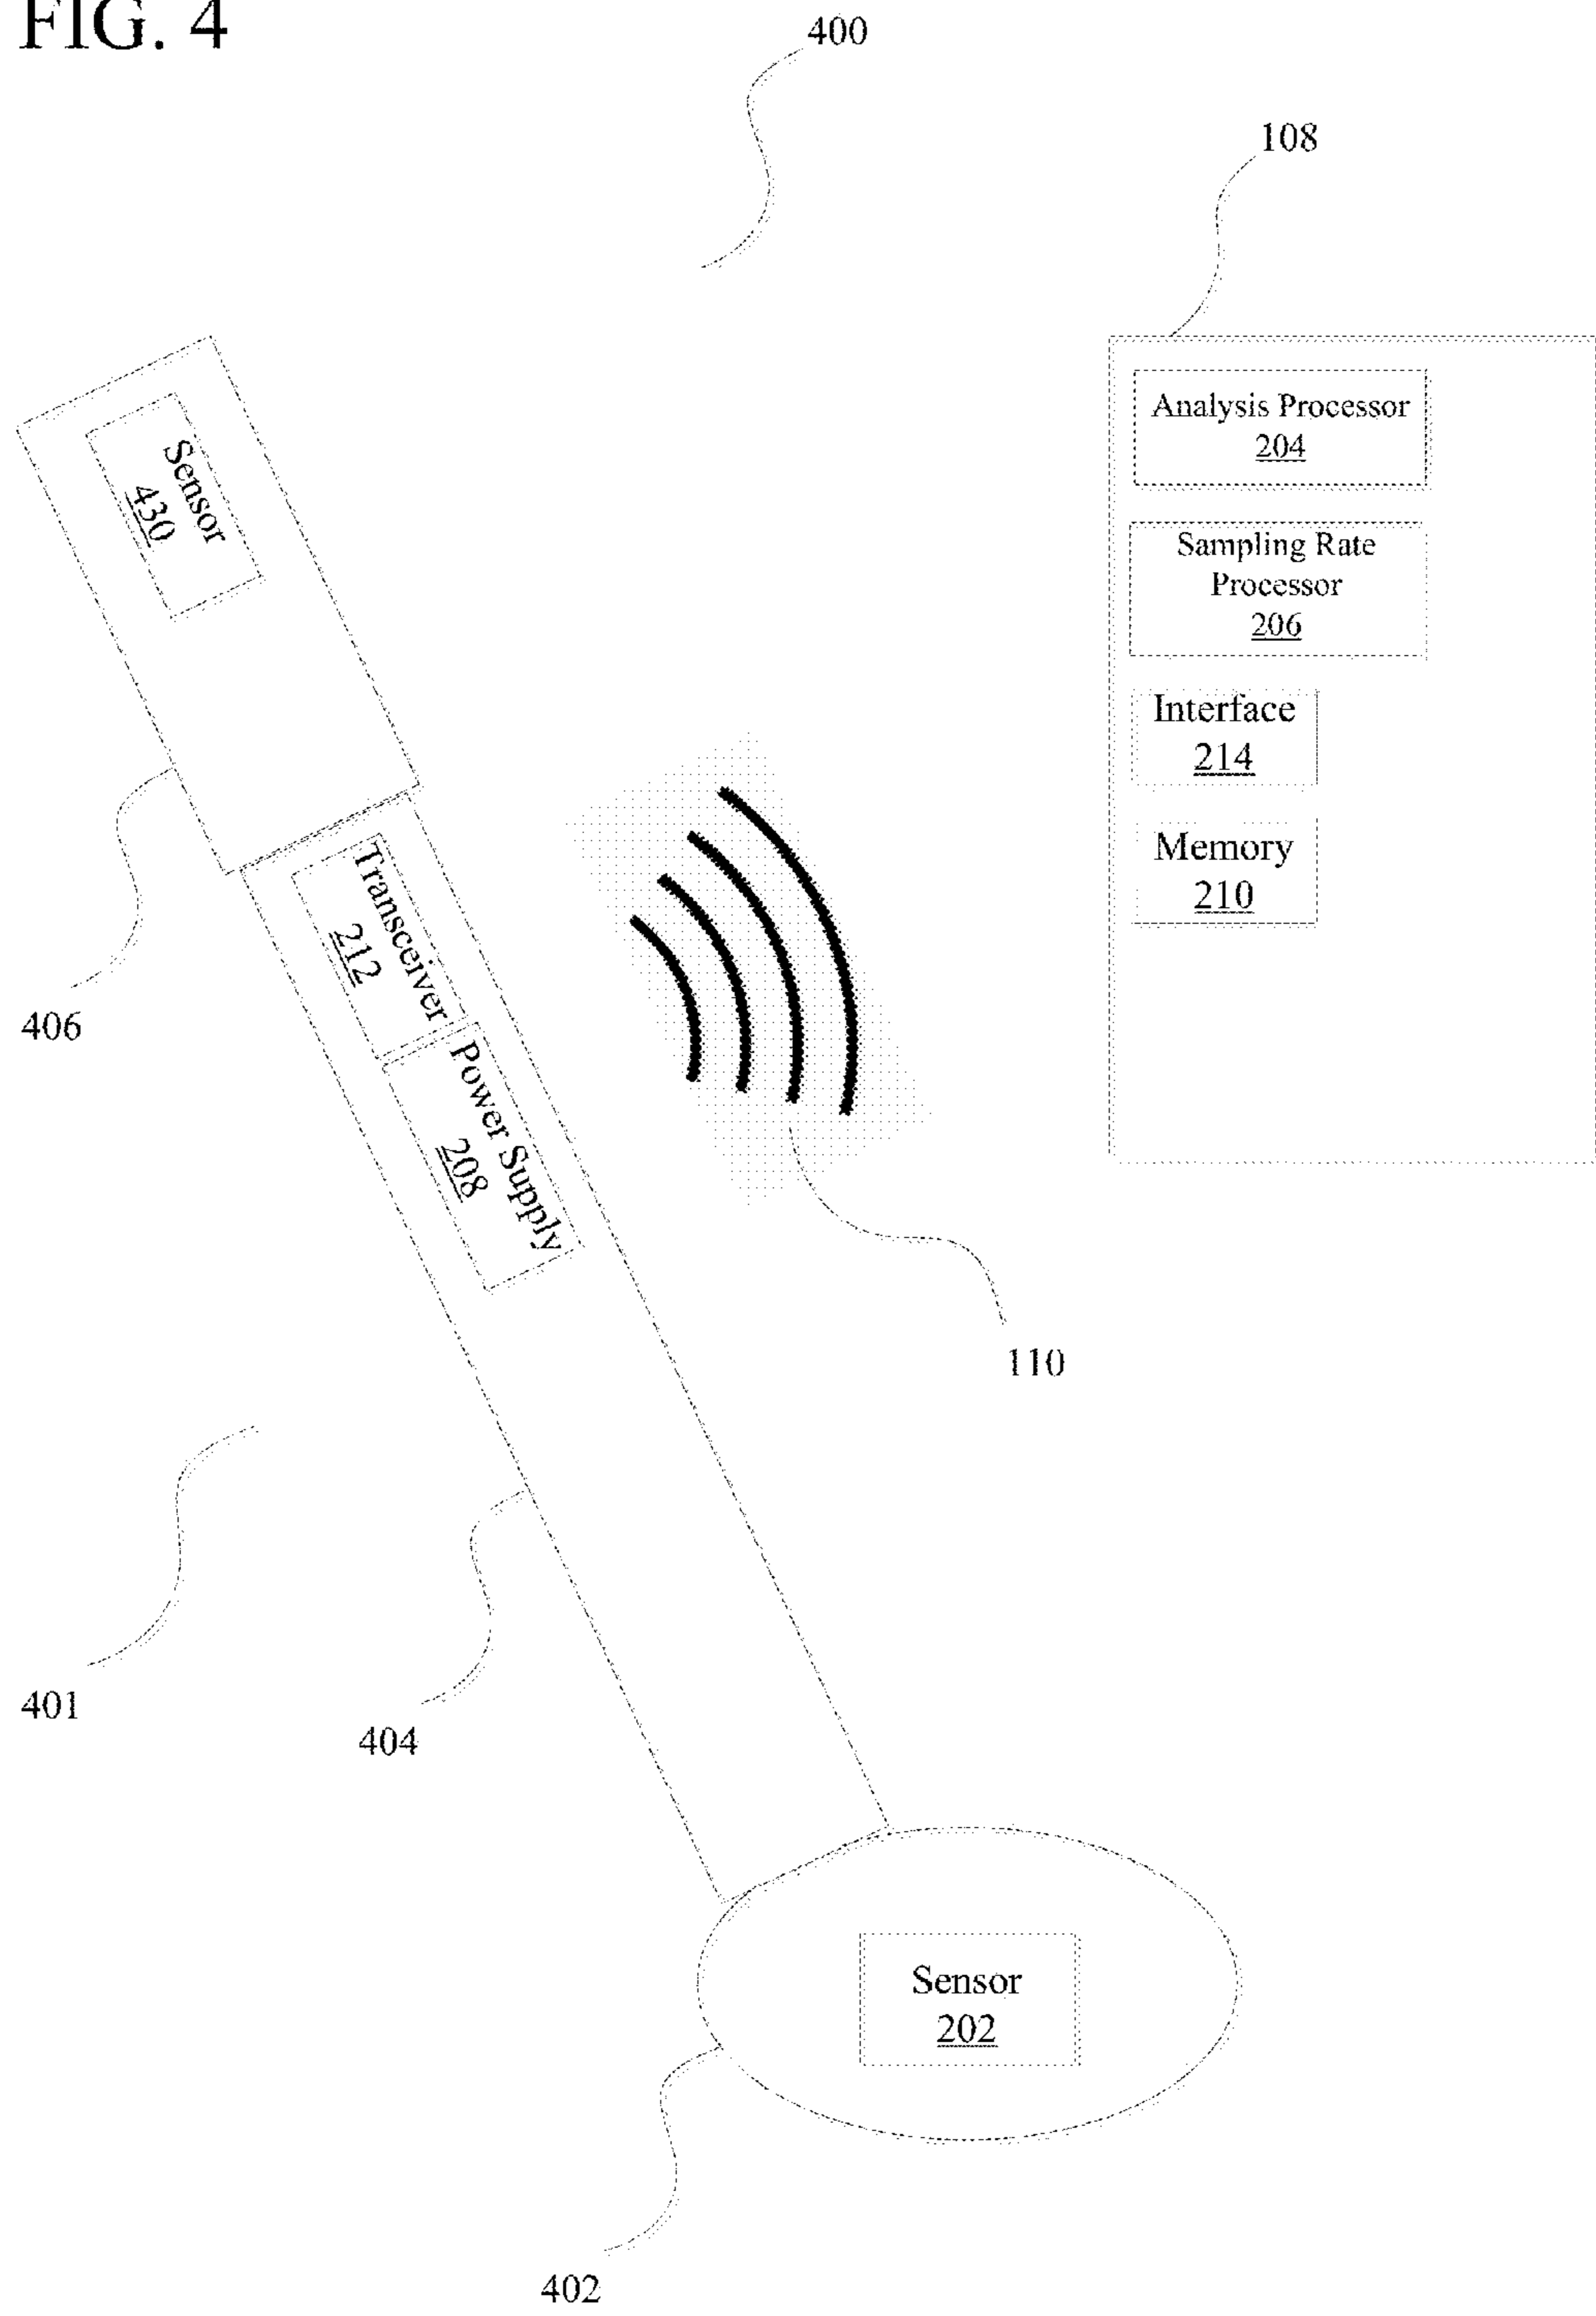 FIG. 4
400
108
Analysis Processor
204
Sampling Rate
Processor
206
Interface
214
Memory
210
Sensor
430
Transceiver
212
Power Supply
208
406
110
401
404
Sensor
202
402